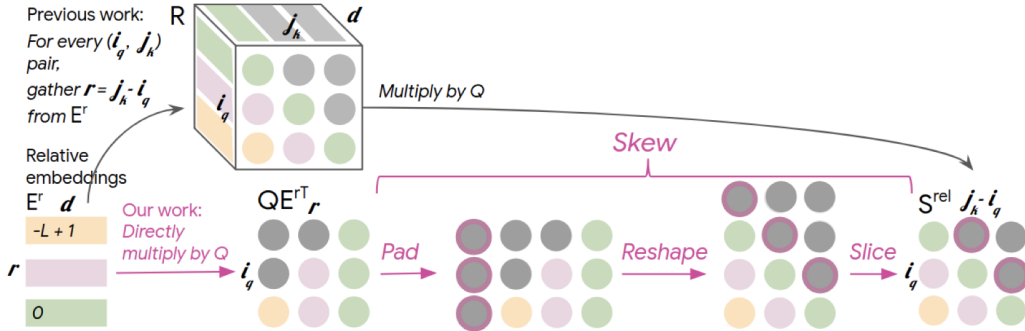 Previous work:
For every (i_q, j_k)
pair,
gather r = j_k - i_q
from E^r
R
j_k
d
i_q
Multiply by Q
Skew
Relative
embeddings
E^r d
-L + 1
r
0
Our work:
Directly
multiply by Q
QE^rT r
i_q
Pad
Reshape
Slice
S^rel j_k - i_q
i_q